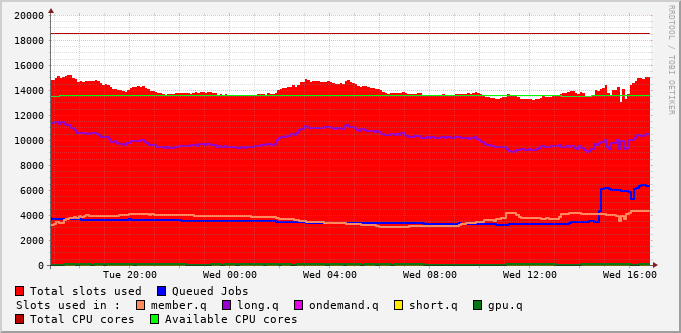 20000
18000
16000
14000
12000
10000
8000
6000
4000
2000
0
Tue 20:00 Wed 00:00 Wed 04:00 Wed 08:00 Wed 12:00 Wed 16:00
Total slots used Queued Jobs
Slots used in : member.q long.q ondemand.q short.q gpu.q
Total CPU cores Available CPU cores
RRDTOOL / TOBI OETIKER